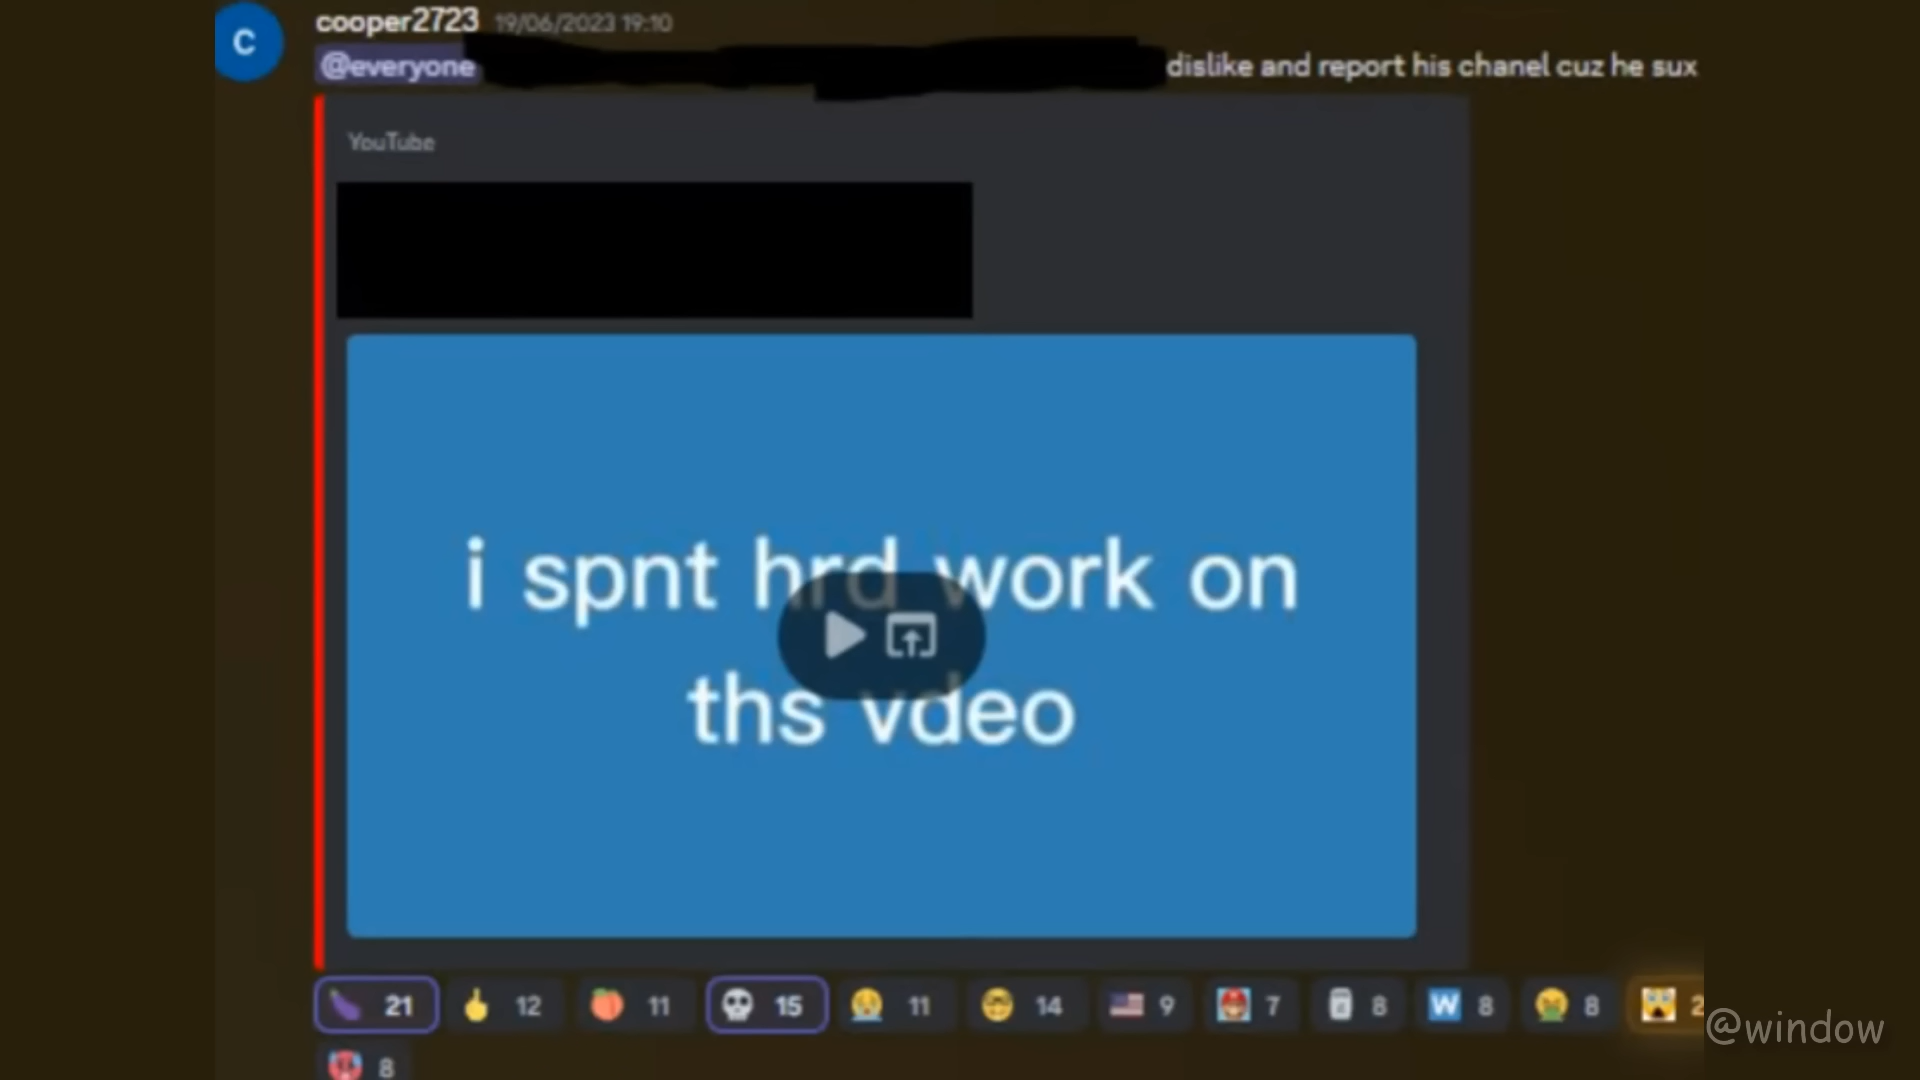 C
cooper2723 19/06/2023 19:10
@everyone dislike and report his chanel cuz he sux
YouTube
i spnt hrd work on
ths vdeo
21 12 11 15 11 14 9 7 8 W 8 8 2
@window
8